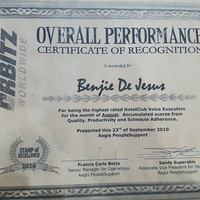 ORBITZ
WORLDWIDE
OVERALL PERFORMANCE
CERTIFICATE OF RECOGNITION
is awarded to
Benjie De Jesus
For being the highest rated HotelClub Voice Executive
for the month of August. Accumulated scores from
Quality, Productivity and Schedule Adherence.
Presented this 23rd of September 2010
Aegis PeopleSupport
STAMP of
EXCELLENCE
2010
Francis Carlo Borja
Senior Manager for Operations
Aegis PeopleSupport
Sandy Suparable
Associate Vice President for Operations
Aegis PeopleSupport